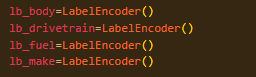 lb_body=LabelEncoder()
lb_drivetrain=LabelEncoder()
lb_fuel=LabelEncoder()
lb_make=LabelEncoder()